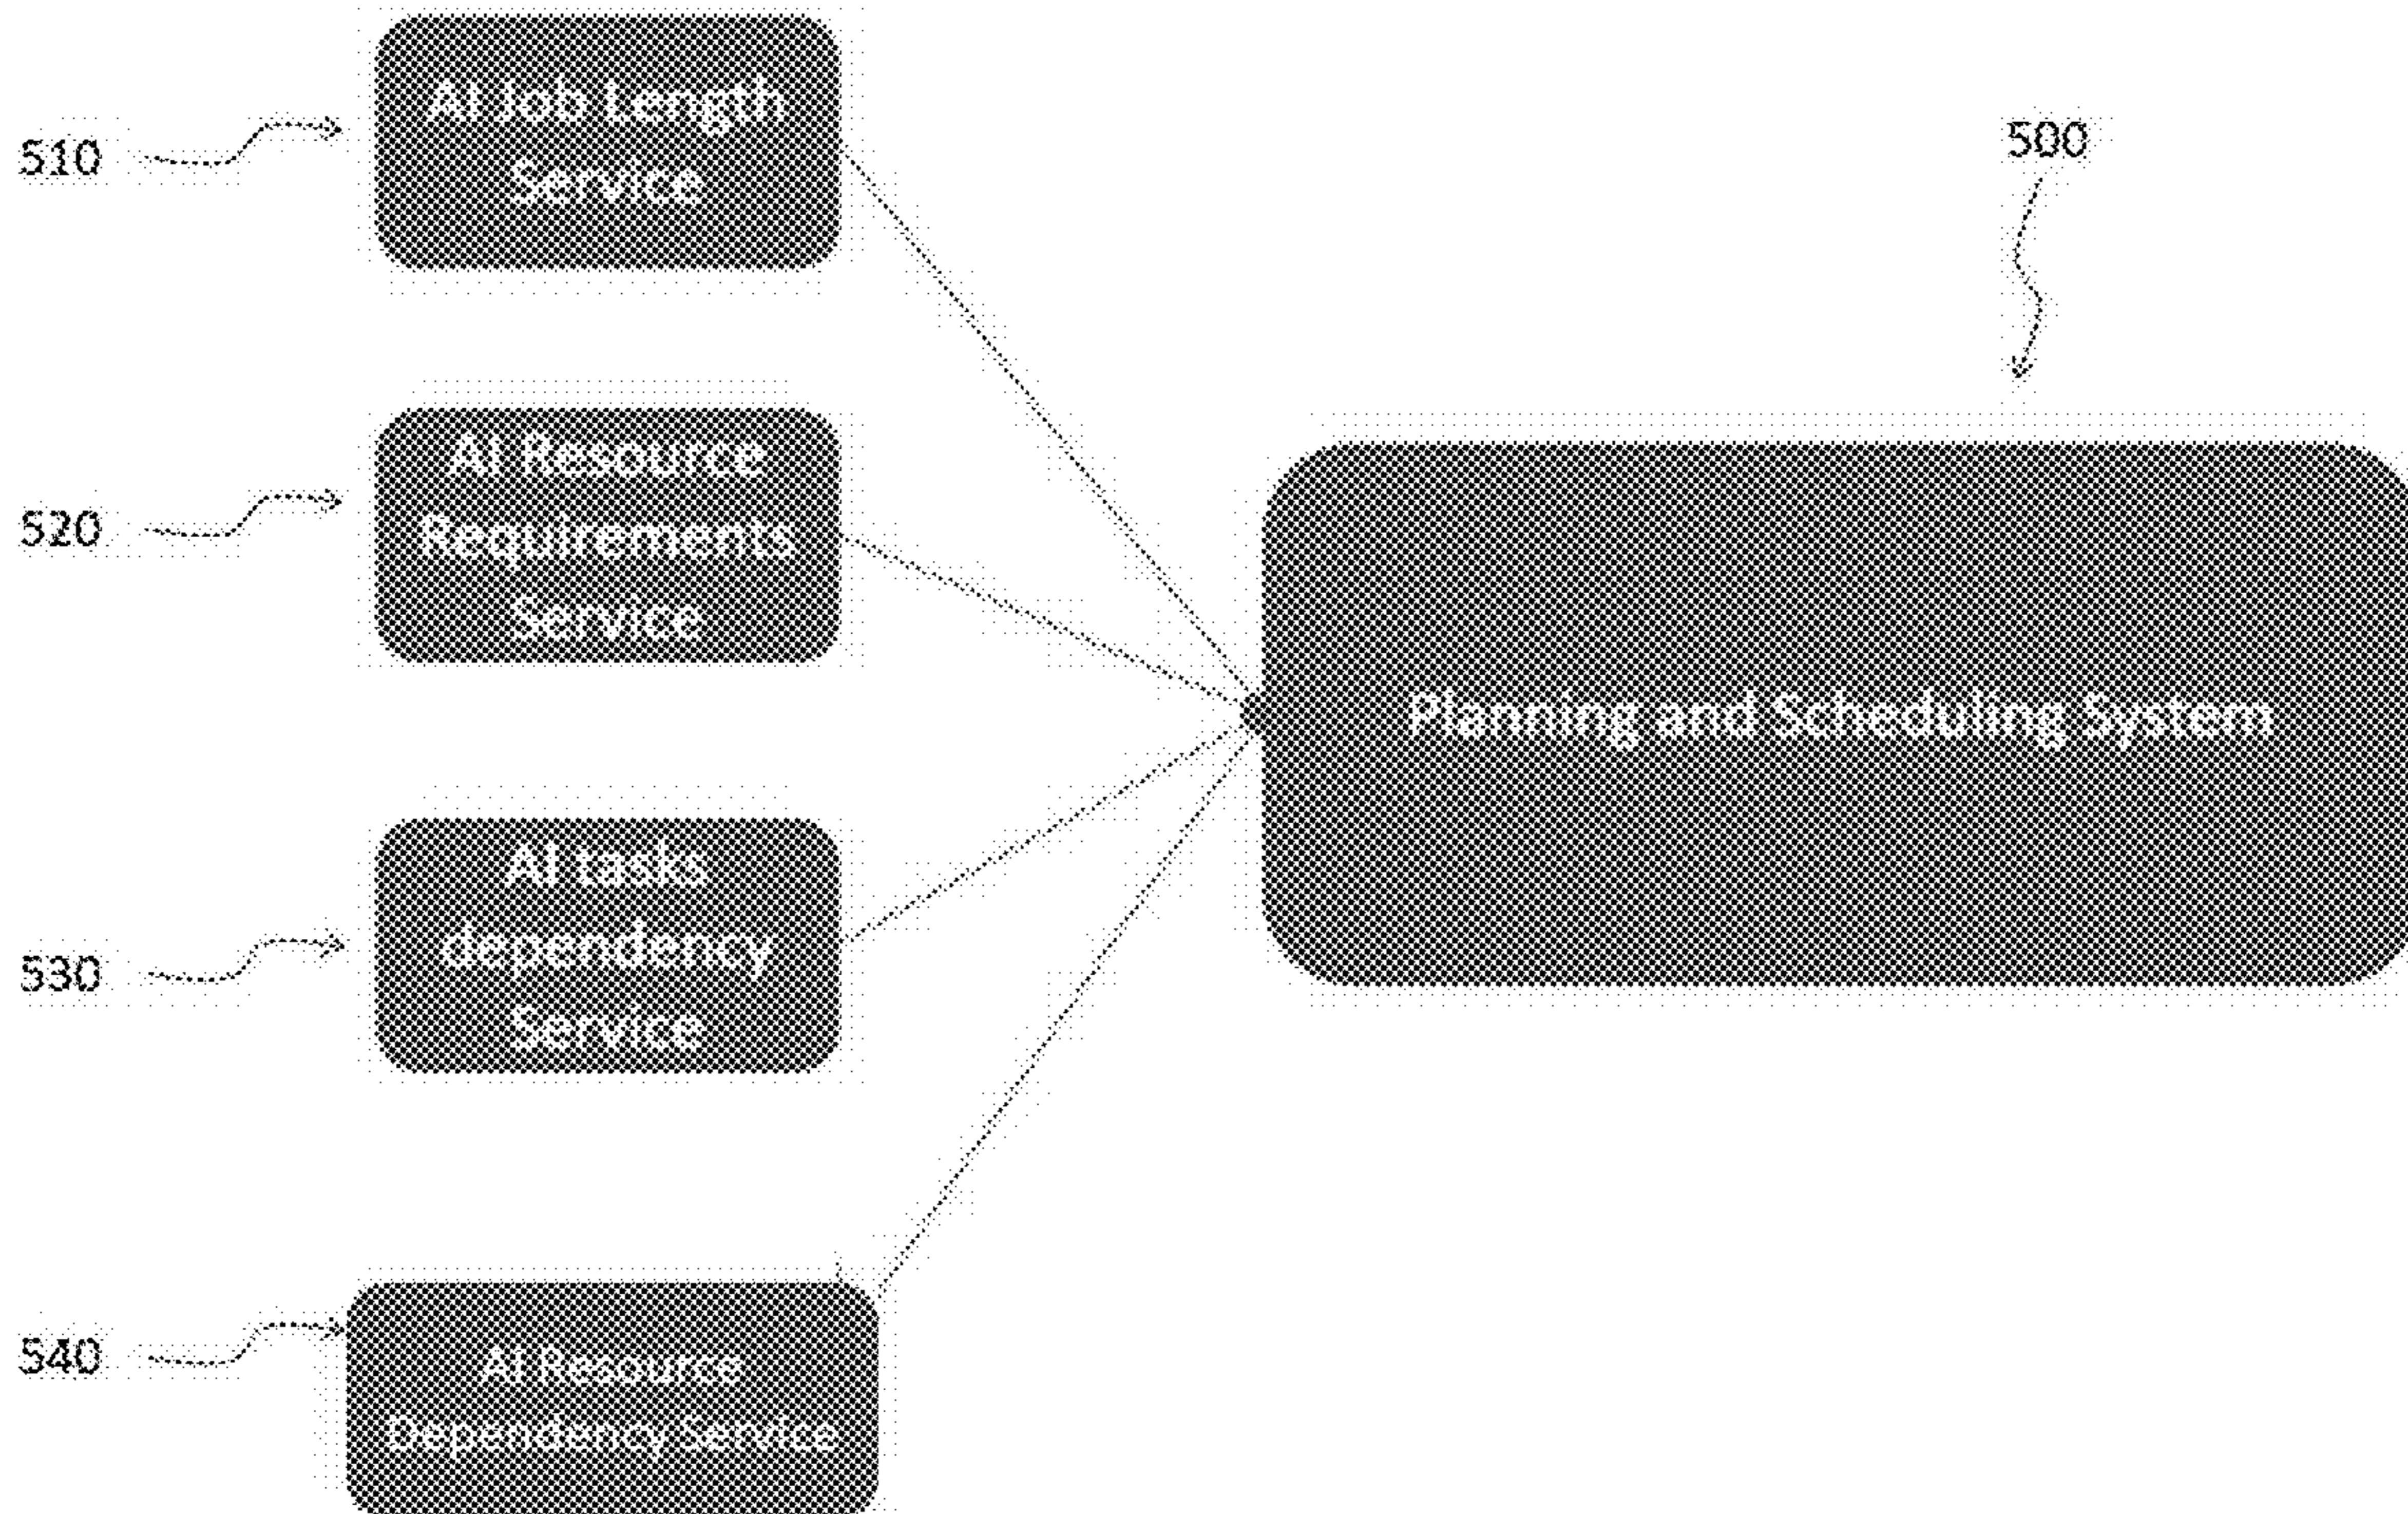 510
AI Job Length
Service
500
520
AI Resource
Requirements
Service
Planning and Scheduling System
530
AI tasks
dependency
Service
540
AI Resource
Dependency Service